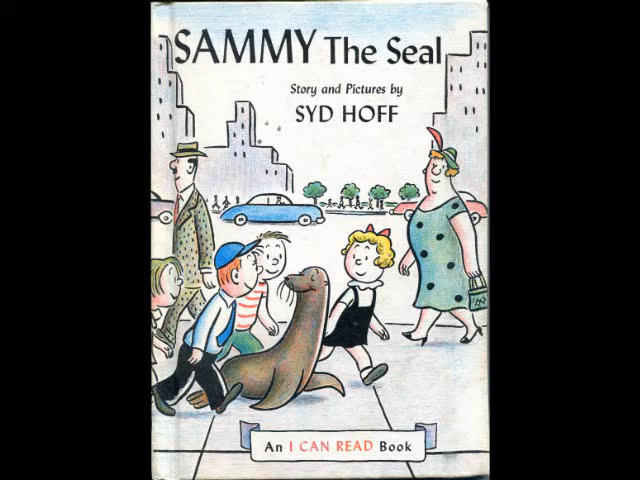 SAMMY The Seal
Story and Pictures by
SYD HOFF
An I CAN READ Book